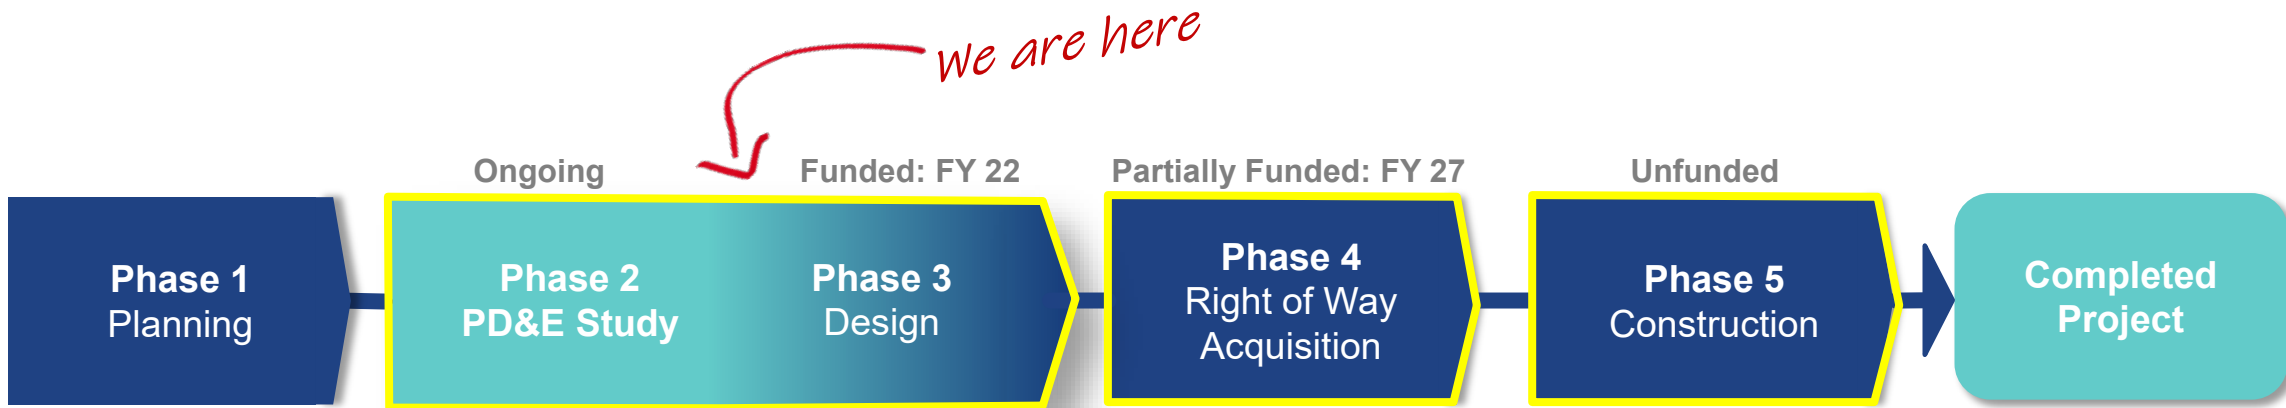 we are here
Ongoing
Funded: FY 22
Partially Funded: FY 27
Unfunded
Phase 1
Planning
Phase 2
PD&E Study
Phase 3
Design
Phase 4
Right of Way
Acquisition
Phase 5
Construction
Completed
Project